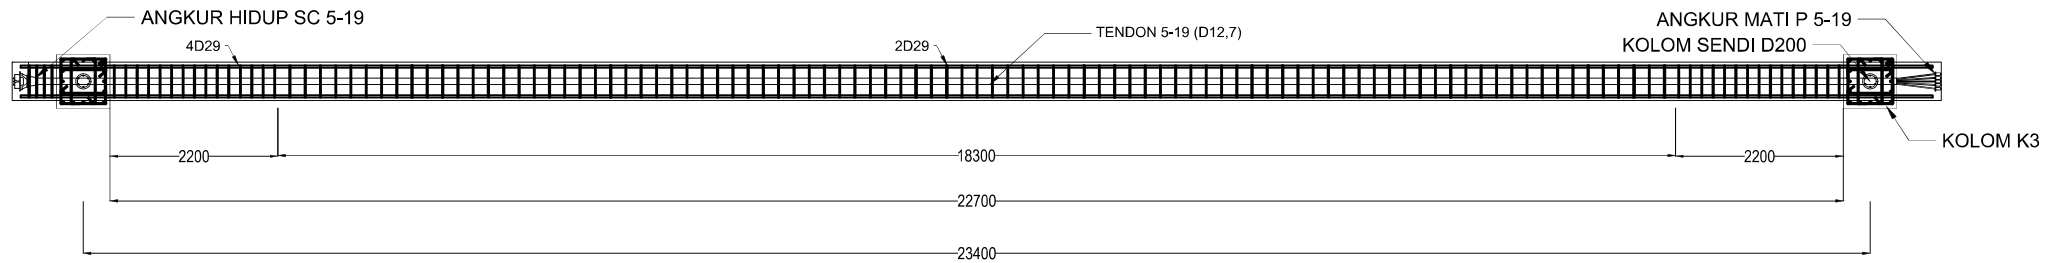 ANGKUR HIDUP SC 5-19
ANGKUR MATI P 5-19
4D29
2D29
TENDON 5-19 (D12,7)
KOLOM SENDI D200
KOLOM K3
2200
18300
2200
22700
23400